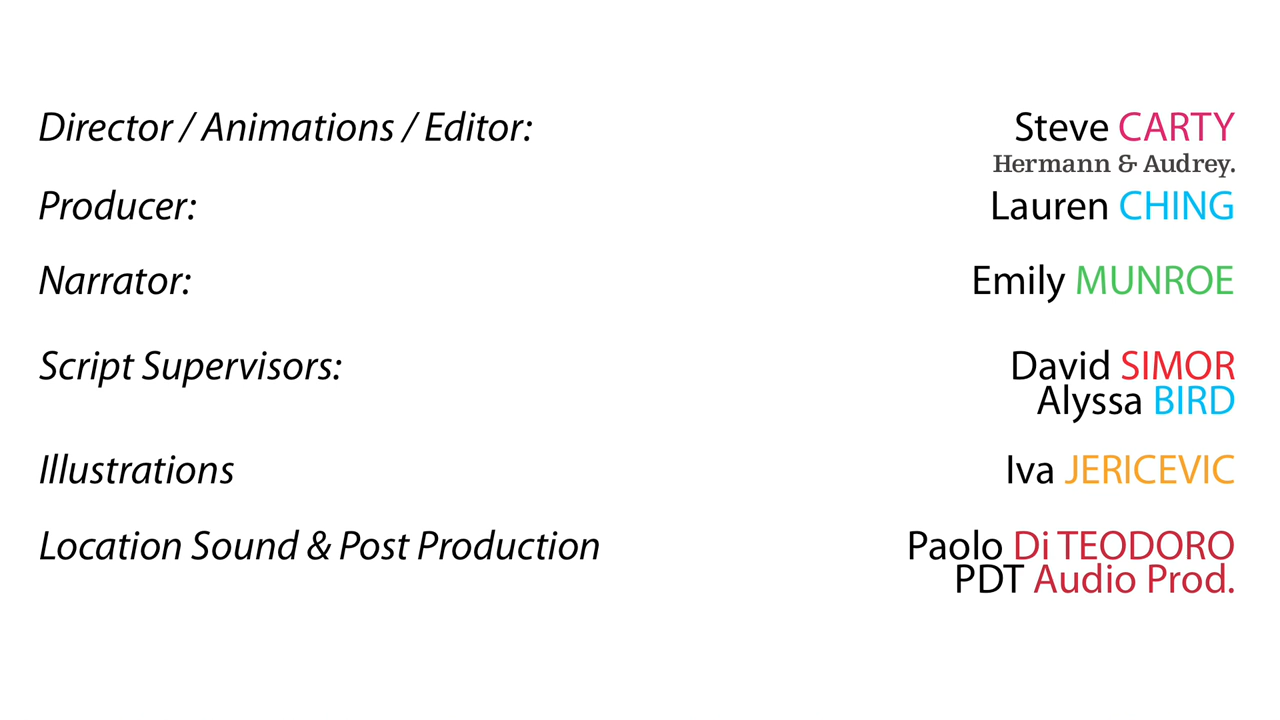 Director / Animations / Editor: Steve CARTY
Hermann & Audrey.
Producer: Lauren CHING
Narrator: Emily MUNROE
Script Supervisors: David SIMOR
Alyssa BIRD
Illustrations Iva JERICEVIC
Location Sound & Post Production Paolo Di TEODORO
PDT Audio Prod.